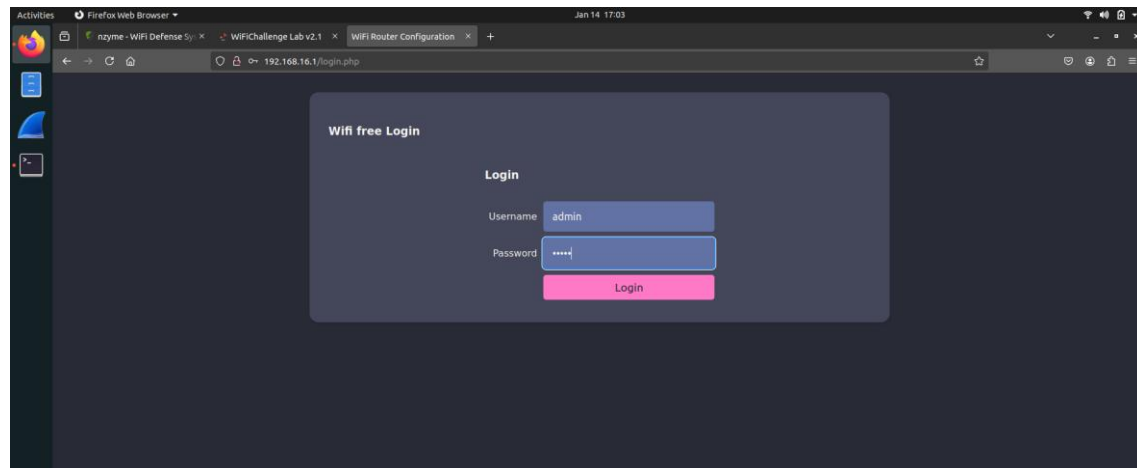 Activities Firefox Web Browser Jan 14 17:03
nzyme - WiFi Defense Sy WiFiChallenge Lab v2.1 WiFi Router Configuration
192.168.16.1/login.php
Wifi free Login
Login
Username admin
Password •••••
Login